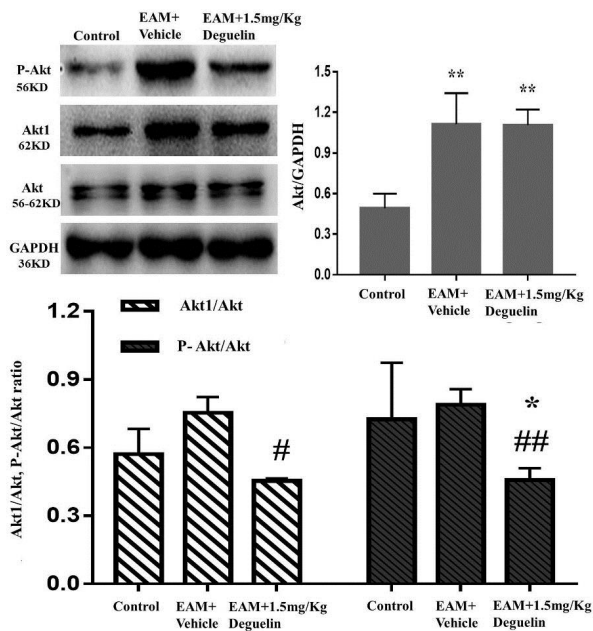 Control
EAM+
Vehicle
EAM+1.5mg/Kg
Deguelin
P-Akt
56KD
Akt1
62KD
Akt
56-62KD
GAPDH
36KD
Akt/GAPDH
1.5
1.2
0.9
0.6
0.3
0.0
**
**
Control
EAM+
Vehicle
EAM+1.5mg/Kg
Deguelin
Akt1/Akt, P-Akt/Akt ratio
1.2
0.9
0.6
0.3
0.0
Akt1/Akt
P- Akt/Akt
#
*
##
Control
EAM+
Vehicle
EAM+1.5mg/Kg
Deguelin
Control
EAM+
Vehicle
EAM+1.5mg/Kg
Deguelin